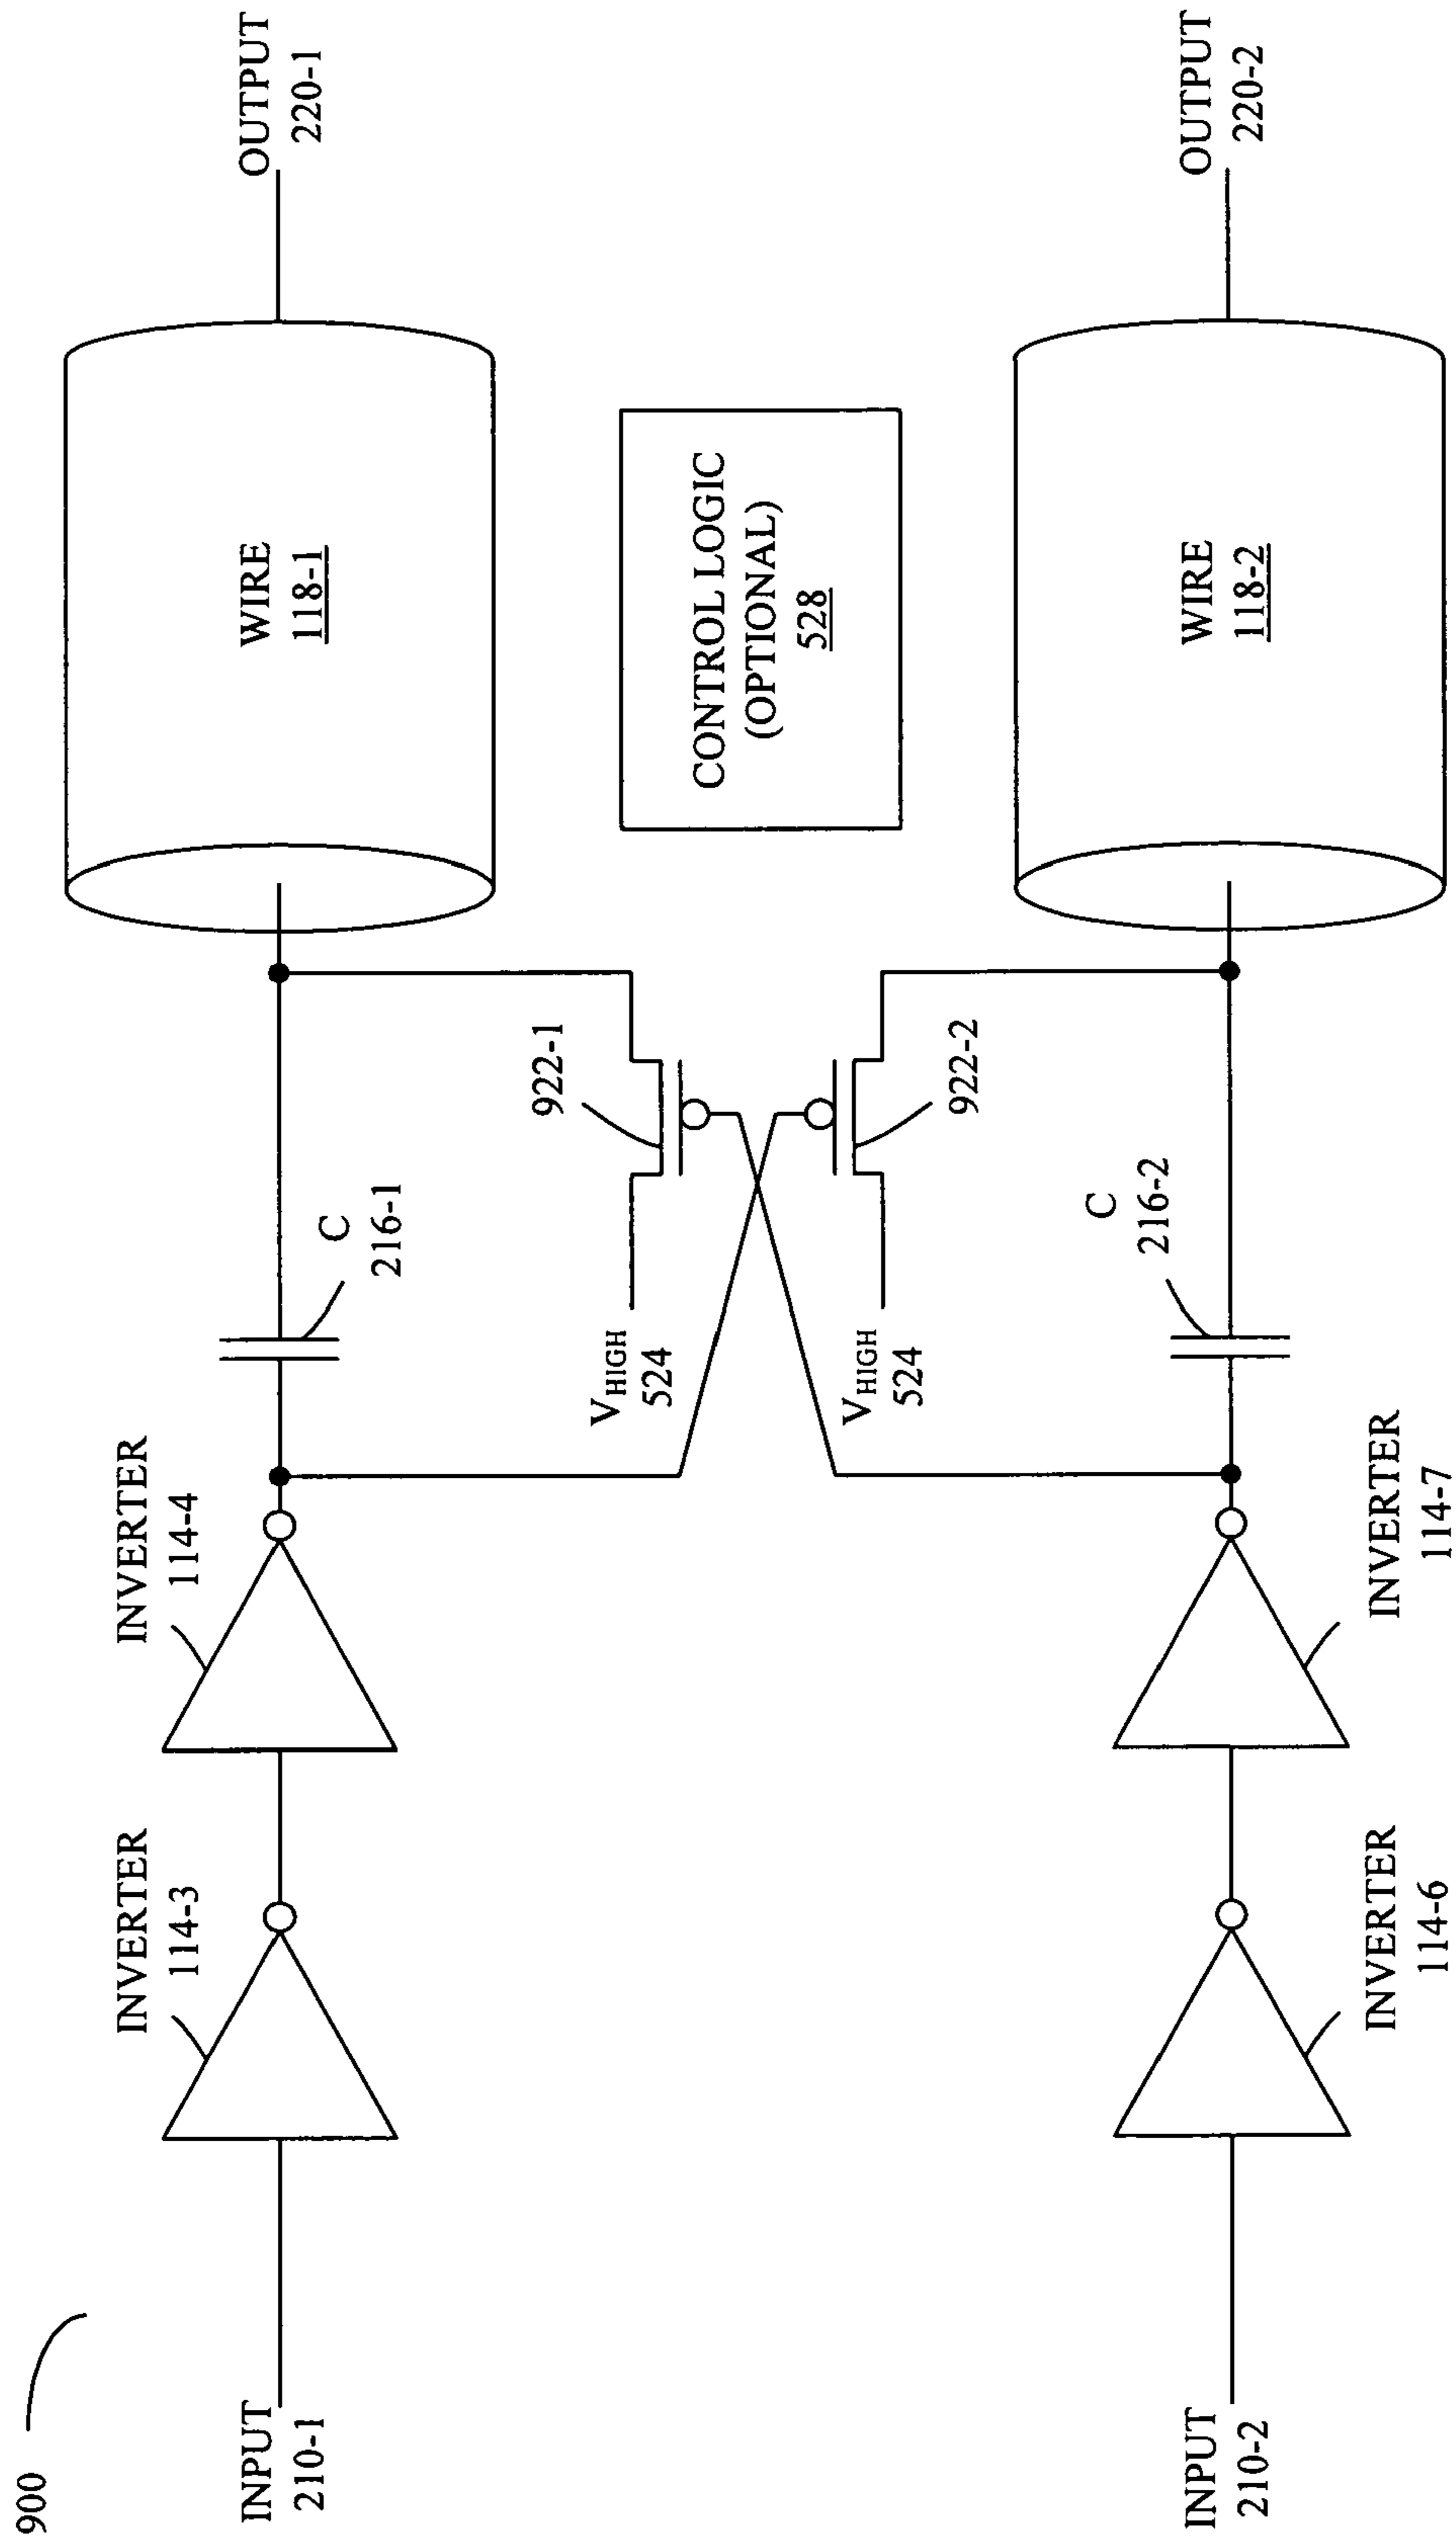 900
INPUT
210-1
INVERTER
114-3
INVERTER
114-4
C
216-1
WIRE
118-1
OUTPUT
220-1
VHIGH
524
922-1
VHIGH
524
922-2
CONTROL LOGIC
(OPTIONAL)
528
INPUT
210-2
INVERTER
114-6
INVERTER
114-7
C
216-2
WIRE
118-2
OUTPUT
220-2